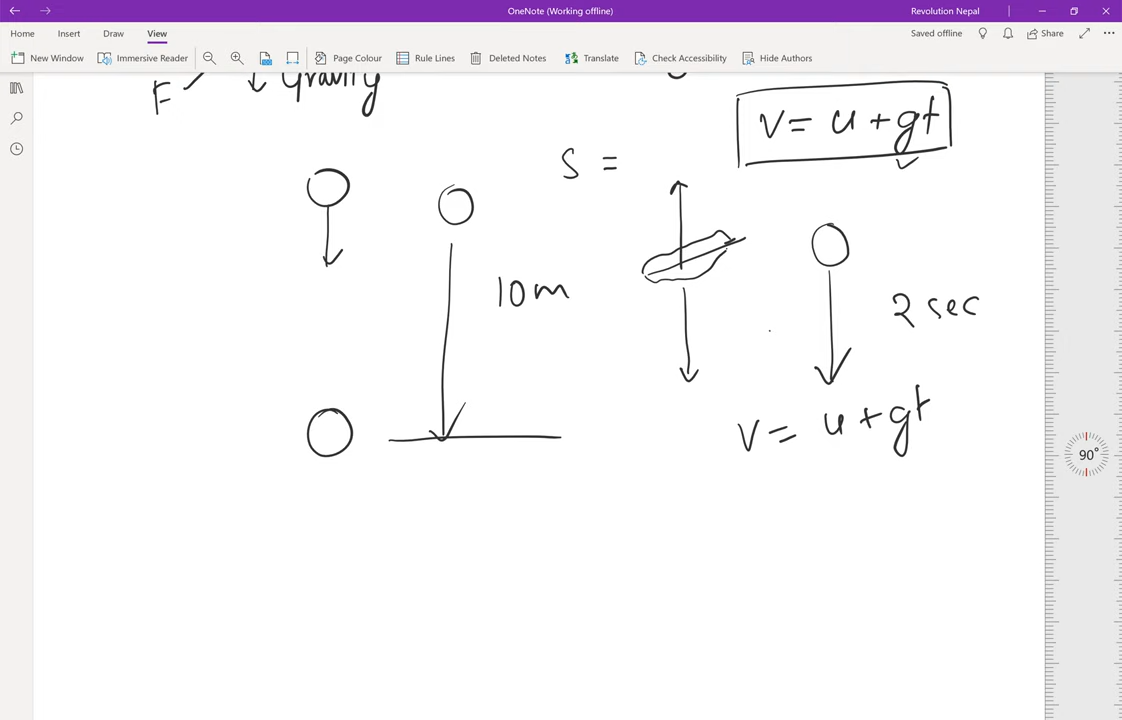 OneNote (Working offline)
Revolution Nepal
Home Insert Draw View
Saved offline
Share
New Window Immersive Reader Page Colour Rule Lines Deleted Notes Translate Check Accessibility Hide Authors
F Gravity
v = u + gt
S =
10m
2 sec
v = u + gt
90°